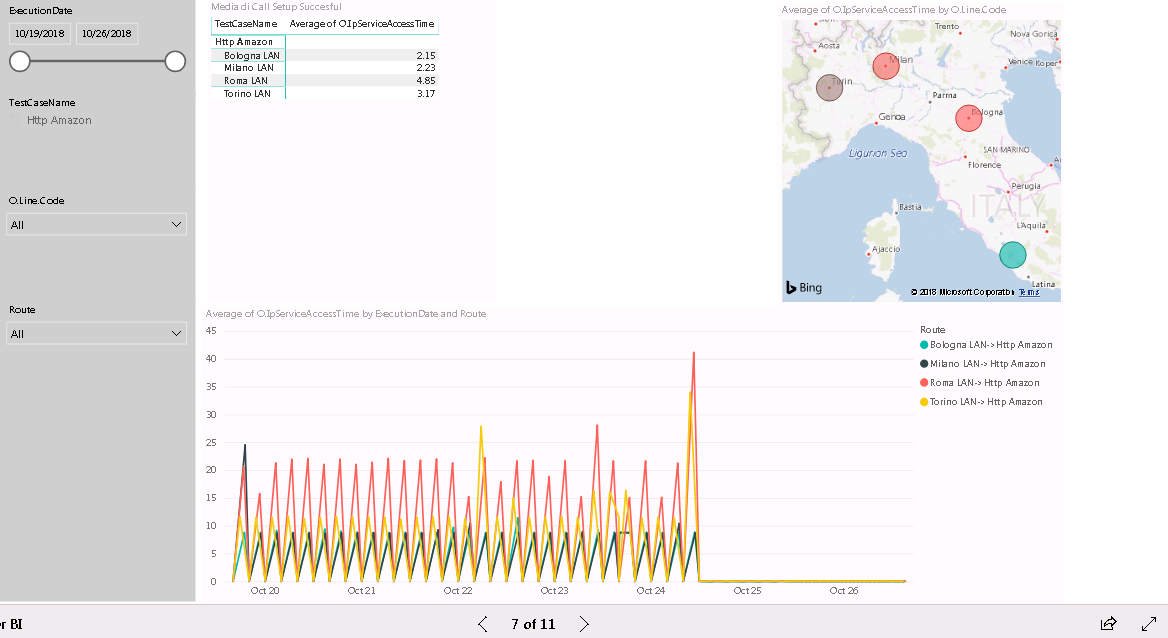 ExecutionDate
10/19/2018 10/26/2018
TestCaseName
Http Amazon
O.Line.Code
All
Route
All
Media di Call Setup Succesful
TestCaseName Average of O.IpServiceAccessTime
Http Amazon
Bologna LAN 2.15
Milano LAN 2.23
Roma LAN 4.85
Torino LAN 3.17
Average of O.IpServiceAccessTime by O.Line.Code
Trento
Nova Gorica
Aosta
Milan
Venice Koper
Turin
Parma
Genoa
Bologna
Ligurian Sea
SAN MARINO
Florence
Perugia
ITALY
Bastia
L'Aquila
Ajaccio
Latina
Bing
© 2018 Microsoft Corporation Terms
Average of O.IpServiceAccessTime by ExecutionDate and Route
45
40
35
30
25
20
15
10
5
0
Oct 20 Oct 21 Oct 22 Oct 23 Oct 24 Oct 25 Oct 26
Route
Bologna LAN-> Http Amazon
Milano LAN-> Http Amazon
Roma LAN-> Http Amazon
Torino LAN-> Http Amazon
r BI
7 of 11